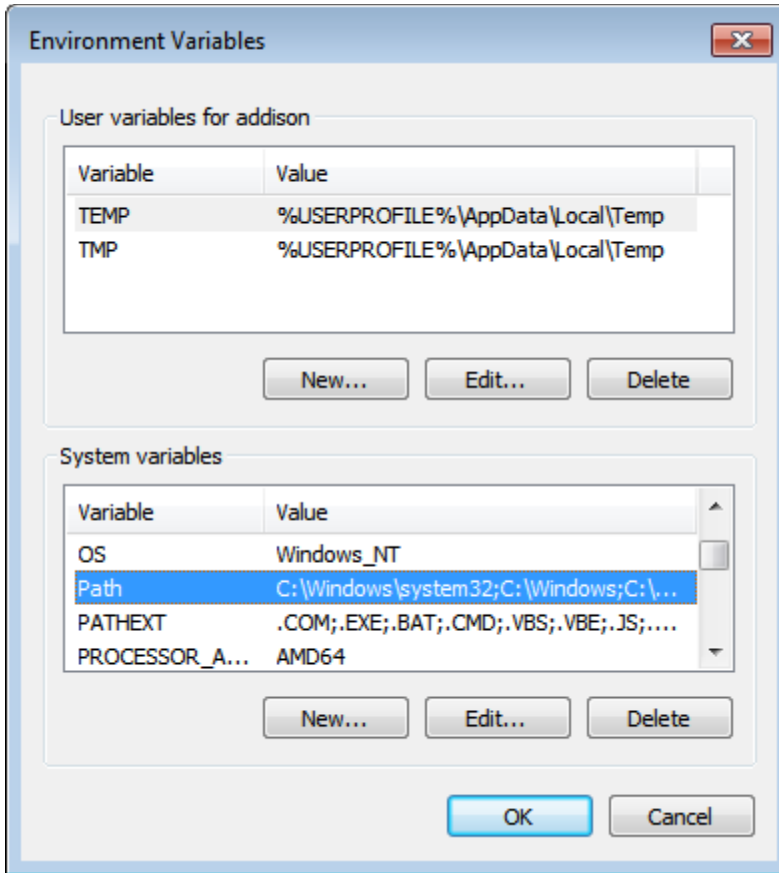 Environment Variables
User variables for addison
Variable Value
TEMP %USERPROFILE%\AppData\Local\Temp
TMP %USERPROFILE%\AppData\Local\Temp
New... Edit... Delete
System variables
Variable Value
OS Windows_NT
Path C:\Windows\system32;C:\Windows;C:\...
PATHEXT .COM;.EXE;.BAT;.CMD;.VBS;.VBE;.JS;....
PROCESSOR_A... AMD64
New... Edit... Delete
OK Cancel